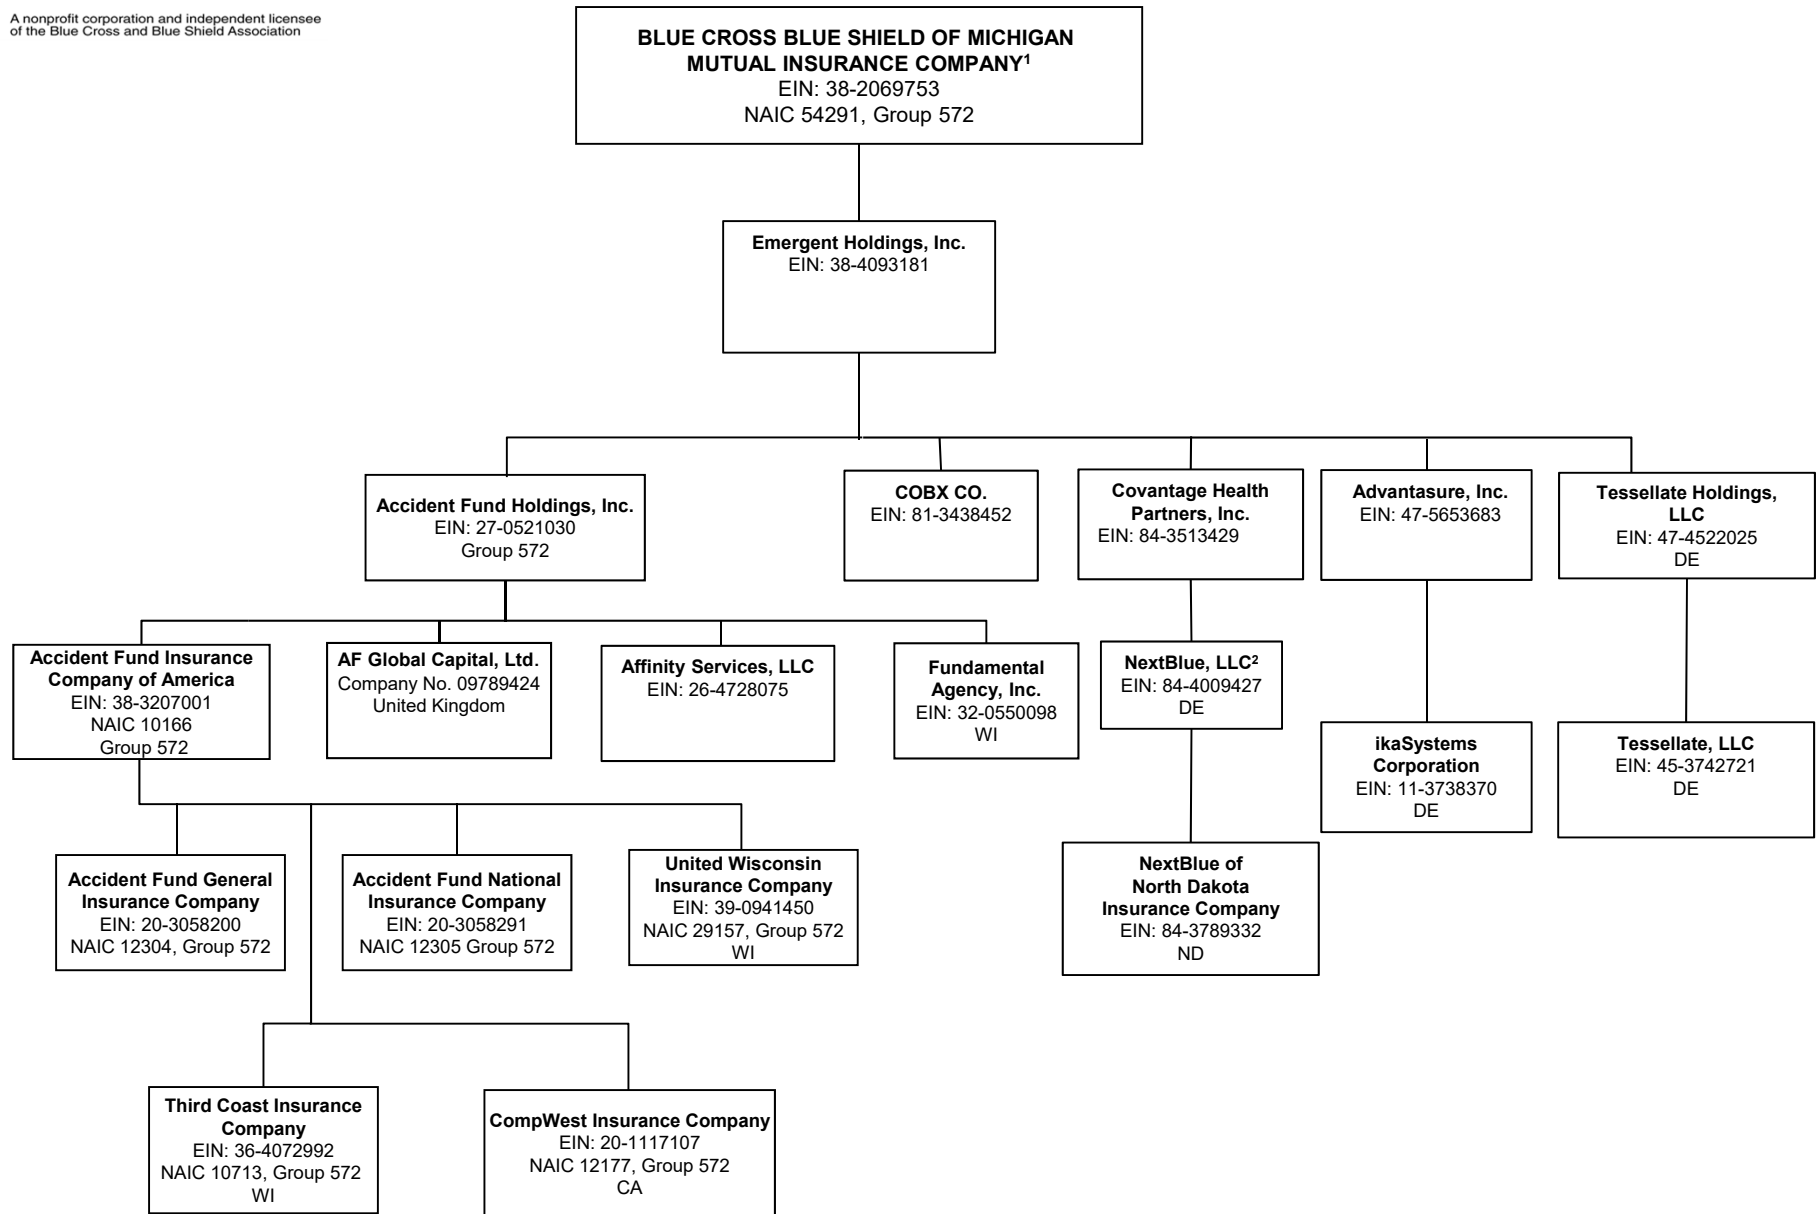 A nonprofit corporation and independent licensee
of the Blue Cross and Blue Shield Association
BLUE CROSS BLUE SHIELD OF MICHIGAN
MUTUAL INSURANCE COMPANY¹
EIN: 38-2069753
NAIC 54291, Group 572
Emergent Holdings, Inc.
EIN: 38-4093181
Accident Fund Holdings, Inc.
EIN: 27-0521030
Group 572
COBX CO.
EIN: 81-3438452
Covantage Health
Partners, Inc.
EIN: 84-3513429
Advantasure, Inc.
EIN: 47-5653683
Tessellate Holdings,
LLC
EIN: 47-4522025
DE
Accident Fund Insurance
Company of America
EIN: 38-3207001
NAIC 10166
Group 572
AF Global Capital, Ltd.
Company No. 09789424
United Kingdom
Affinity Services, LLC
EIN: 26-4728075
Fundamental
Agency, Inc.
EIN: 32-0550098
WI
NextBlue, LLC²
EIN: 84-4009427
DE
ikaSystems
Corporation
EIN: 11-3738370
DE
Tessellate, LLC
EIN: 45-3742721
DE
Accident Fund General
Insurance Company
EIN: 20-3058200
NAIC 12304, Group 572
Accident Fund National
Insurance Company
EIN: 20-3058291
NAIC 12305 Group 572
United Wisconsin
Insurance Company
EIN: 39-0941450
NAIC 29157, Group 572
WI
NextBlue of
North Dakota
Insurance Company
EIN: 84-3789332
ND
Third Coast Insurance
Company
EIN: 36-4072992
NAIC 10713, Group 572
WI
CompWest Insurance Company
EIN: 20-1117107
NAIC 12177, Group 572
CA